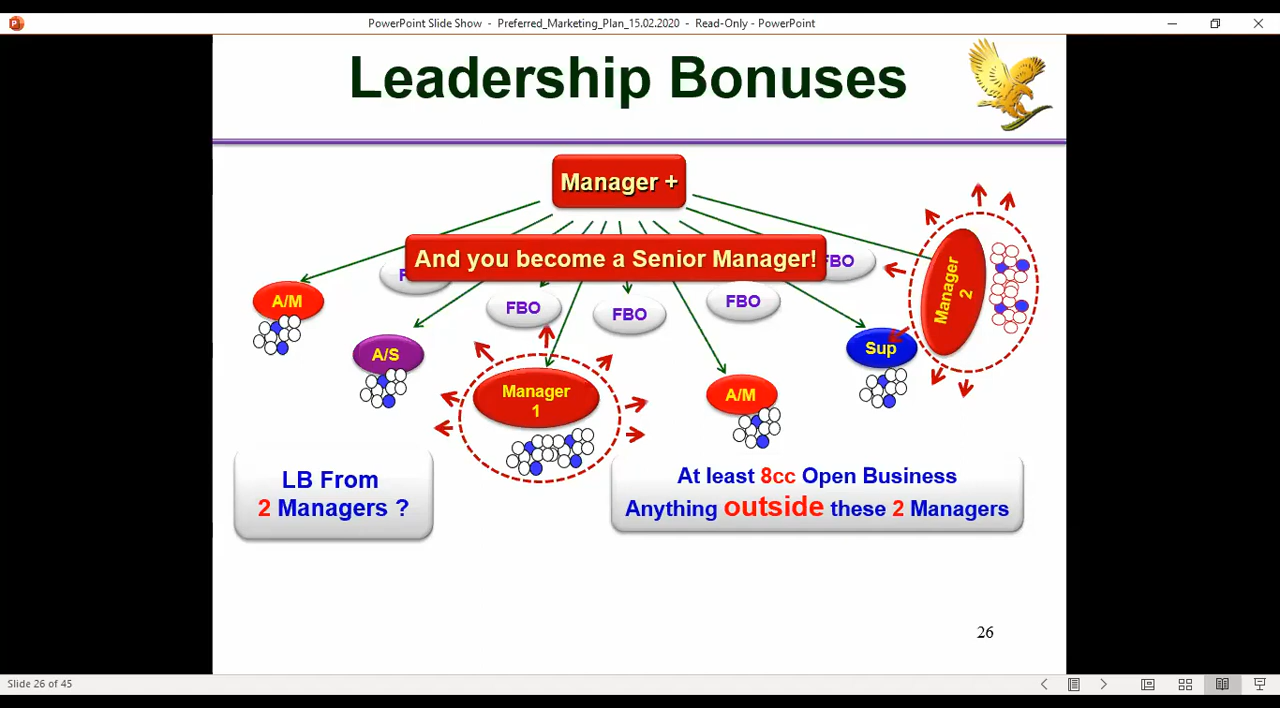 PowerPoint Slide Show - Preferred_Marketing_Plan_15.02.2020 - Read-Only - PowerPoint
Leadership Bonuses
Manager +
And you become a Senior Manager!
FBO
A/M
FBO
FBO
FBO
Manager
2
A/S
Sup
Manager
1
A/M
LB From
2 Managers ?
At least 8cc Open Business
Anything outside these 2 Managers
26
Slide 26 of 45